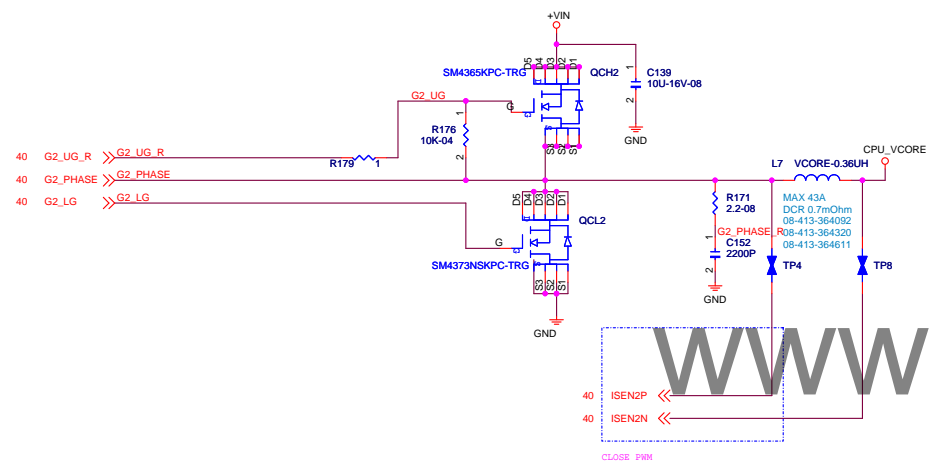 +VIN
D5 D4 D3 D2 D1
SM4365KPC-TRG
QCH2
C139
10U-16V-08
1
2
GND
G2_UG
G
S3 S2 S1
R176
10K-04
1
2
40 G2_UG_R G2_UG_R
R179 1
40 G2_PHASE G2_PHASE
40 G2_LG G2_LG
CPU_VCORE
L7 VCORE-0.36UH
MAX 43A
DCR 0.7mOhm
08-413-364092
08-413-364320
08-413-364611
R171
2.2-08
G2_PHASE_R
1
C152
2200P
2
GND
TP4
TP8
D5 D4 D3 D2 D1
QCL2
G
SM4373NSKPC-TRG
S3 S2 S1
GND
WWW
40 ISEN2P
40 ISEN2N
CLOSE PWM